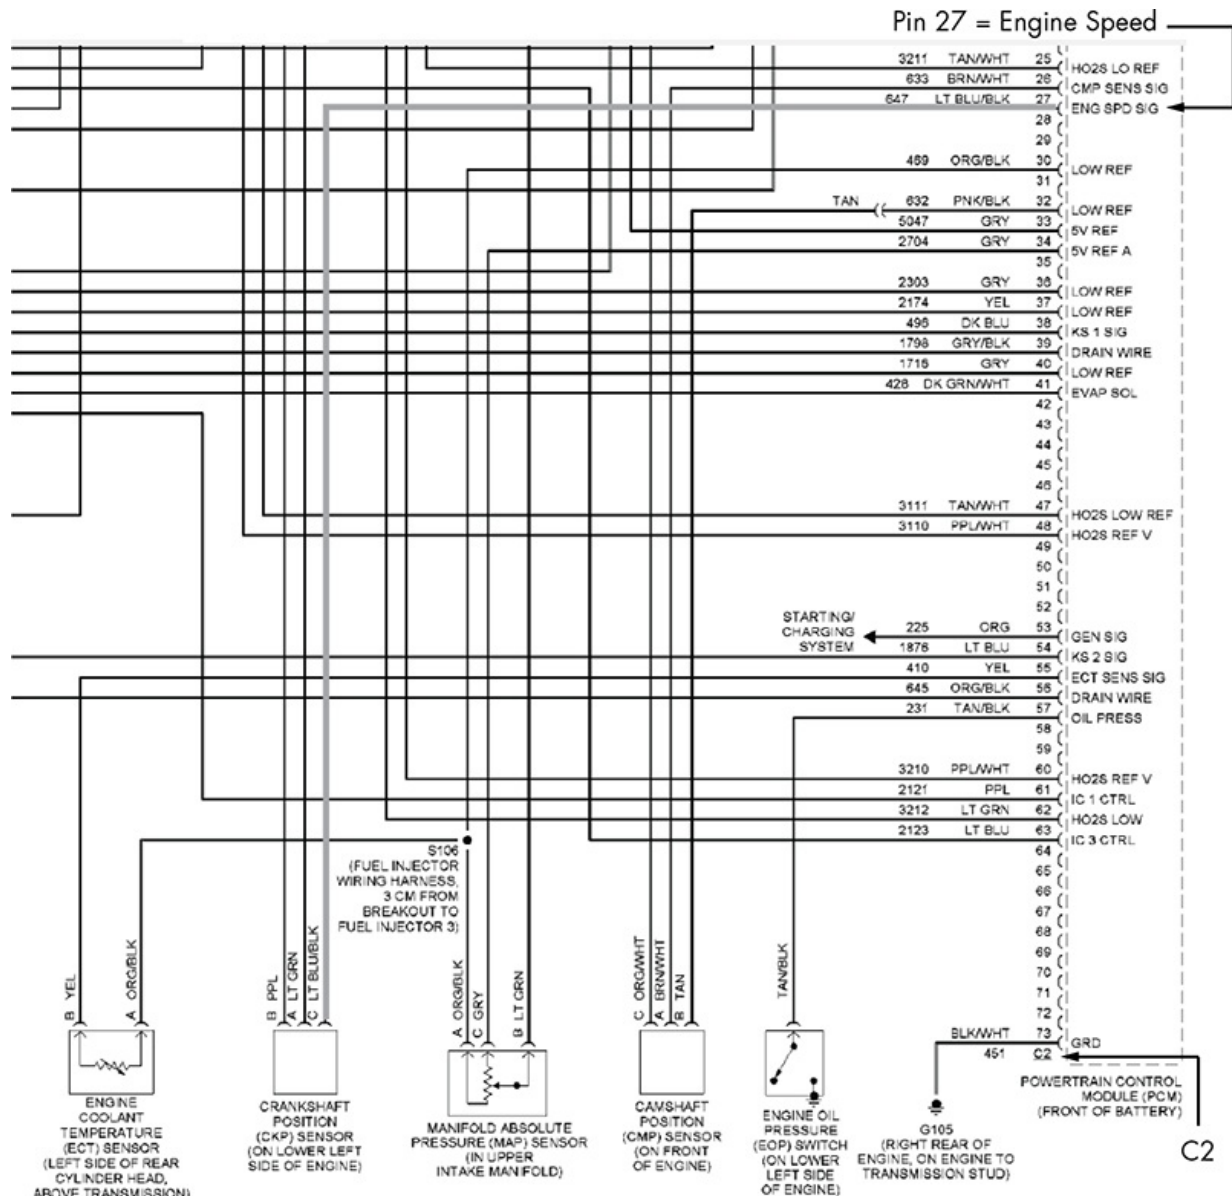 Pin 27 = Engine Speed
3211 TAN/WHT 25 HO2S LO REF
633 BRN/WHT 26 CMP SENS SIG
647 LT BLU/BLK 27 ENG SPD SIG
28
29
469 ORG/BLK 30 LOW REF
31
TAN 632 PNK/BLK 32 LOW REF
5047 GRY 33 5V REF
2704 GRY 34 5V REF A
35
2303 GRY 36 LOW REF
2174 YEL 37 LOW REF
496 DK BLU 38 KS 1 SIG
1798 GRY/BLK 39 DRAIN WIRE
1716 GRY 40 LOW REF
428 DK GRN/WHT 41 EVAP SOL
42
43
44
45
46
3111 TAN/WHT 47 HO2S LOW REF
3110 PPL/WHT 48 HO2S REF V
49
50
51
52
STARTING/
CHARGING
SYSTEM
225 ORG 53 GEN SIG
1876 LT BLU 54 KS 2 SIG
410 YEL 55 ECT SENS SIG
645 ORG/BLK 56 DRAIN WIRE
231 TAN/BLK 57 OIL PRESS
58
59
3210 PPL/WHT 60 HO2S REF V
2121 PPL 61 IC 1 CTRL
3212 LT GRN 62 HO2S LOW
2123 LT BLU 63 IC 3 CTRL
64
65
66
67
68
69
70
71
72
BLK/WHT 73 GRD
451 C2
S106
(FUEL INJECTOR
WIRING HARNESS,
3 CM FROM
BREAKOUT TO
FUEL INJECTOR 3)
B YEL
A ORG/BLK
B PPL
A LT GRN
C LT BLU/BLK
A ORG/BLK
C GRY
B LT GRN
C ORG/WHT
A BRN/WHT
B TAN
TAN/BLK
ENGINE
COOLANT
TEMPERATURE
(ECT) SENSOR
(LEFT SIDE OF REAR
CYLINDER HEAD,
ABOVE TRANSMISSION)
CRANKSHAFT
POSITION
(CKP) SENSOR
(ON LOWER LEFT
SIDE OF ENGINE)
MANIFOLD ABSOLUTE
PRESSURE (MAP) SENSOR
(IN UPPER
INTAKE MANIFOLD)
CAMSHAFT
POSITION
(CMP) SENSOR
(ON FRONT
OF ENGINE)
ENGINE OIL
PRESSURE
(EOP) SWITCH
(ON LOWER
LEFT SIDE
OF ENGINE)
G105
(RIGHT REAR OF
ENGINE, ON ENGINE TO
TRANSMISSION STUD)
POWERTRAIN CONTROL
MODULE (PCM)
(FRONT OF BATTERY)
C2